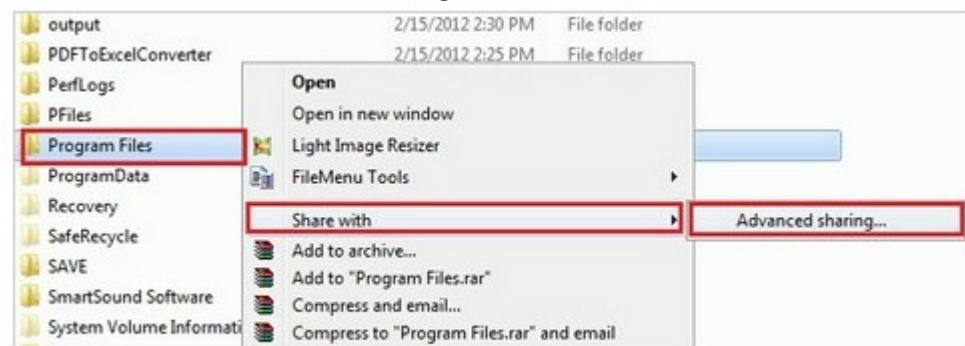 output 2/15/2012 2:30 PM File folder
PDFToExcelConverter 2/15/2012 2:25 PM File folder
PerfLogs
Open
PFiles
Open in new window
Program Files
Light Image Resizer
ProgramData
FileMenu Tools
Recovery
Share with
Advanced sharing...
SafeRecycle
Add to archive...
SAVE
Add to "Program Files.rar"
SmartSound Software
Compress and email...
System Volume Informati
Compress to "Program Files.rar" and email